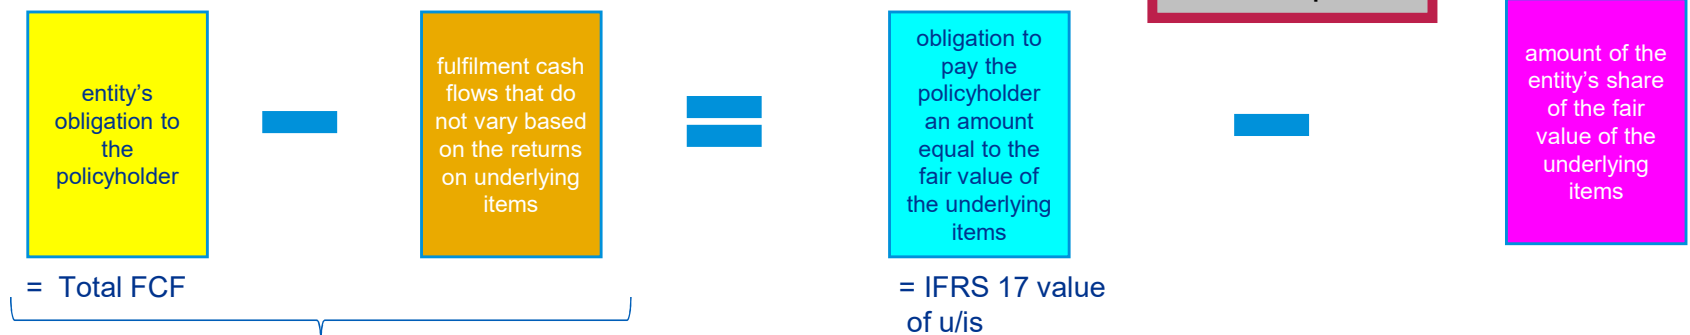 entity’s
obligation to
the
policyholder
fulfilment cash
flows that do
not vary based
on the returns
on underlying
items
obligation to
pay the
policyholder
an amount
equal to the
fair value of
the underlying
items
amount of the
entity’s share
of the fair
value of the
underlying
items
= Total FCF
= IFRS 17 value
of u/is